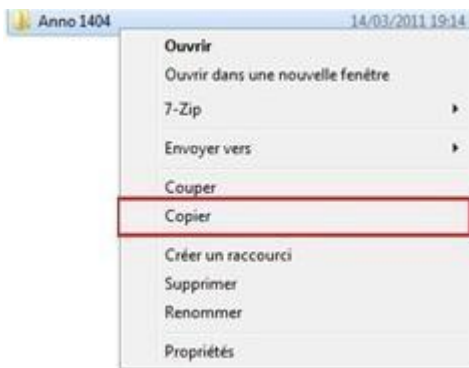 Anno 1404 14/03/2011 19:14
Ouvrir
Ouvrir dans une nouvelle fenêtre
7-Zip
Envoyer vers
Couper
Copier
Créer un raccourci
Supprimer
Renommer
Propriétés